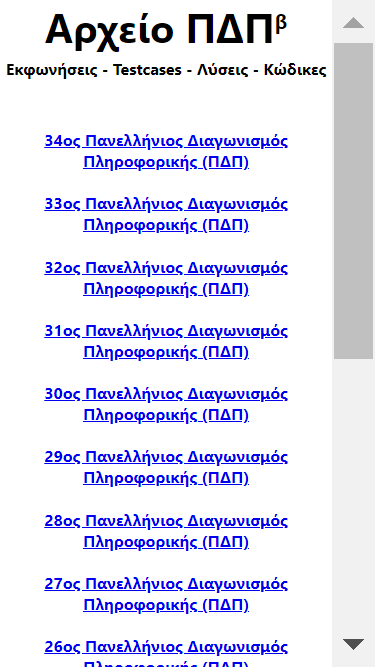 Αρχείο ΠΔΠᵝ
Εκφωνήσεις - Testcases - Λύσεις - Κώδικες
34ος Πανελλήνιος Διαγωνισμός
Πληροφορικής (ΠΔΠ)
33ος Πανελλήνιος Διαγωνισμός
Πληροφορικής (ΠΔΠ)
32ος Πανελλήνιος Διαγωνισμός
Πληροφορικής (ΠΔΠ)
31ος Πανελλήνιος Διαγωνισμός
Πληροφορικής (ΠΔΠ)
30ος Πανελλήνιος Διαγωνισμός
Πληροφορικής (ΠΔΠ)
29ος Πανελλήνιος Διαγωνισμός
Πληροφορικής (ΠΔΠ)
28ος Πανελλήνιος Διαγωνισμός
Πληροφορικής (ΠΔΠ)
27ος Πανελλήνιος Διαγωνισμός
Πληροφορικής (ΠΔΠ)
26ος Πανελλήνιος Διαγωνισμός
Πληροφορικής (ΠΔΠ)